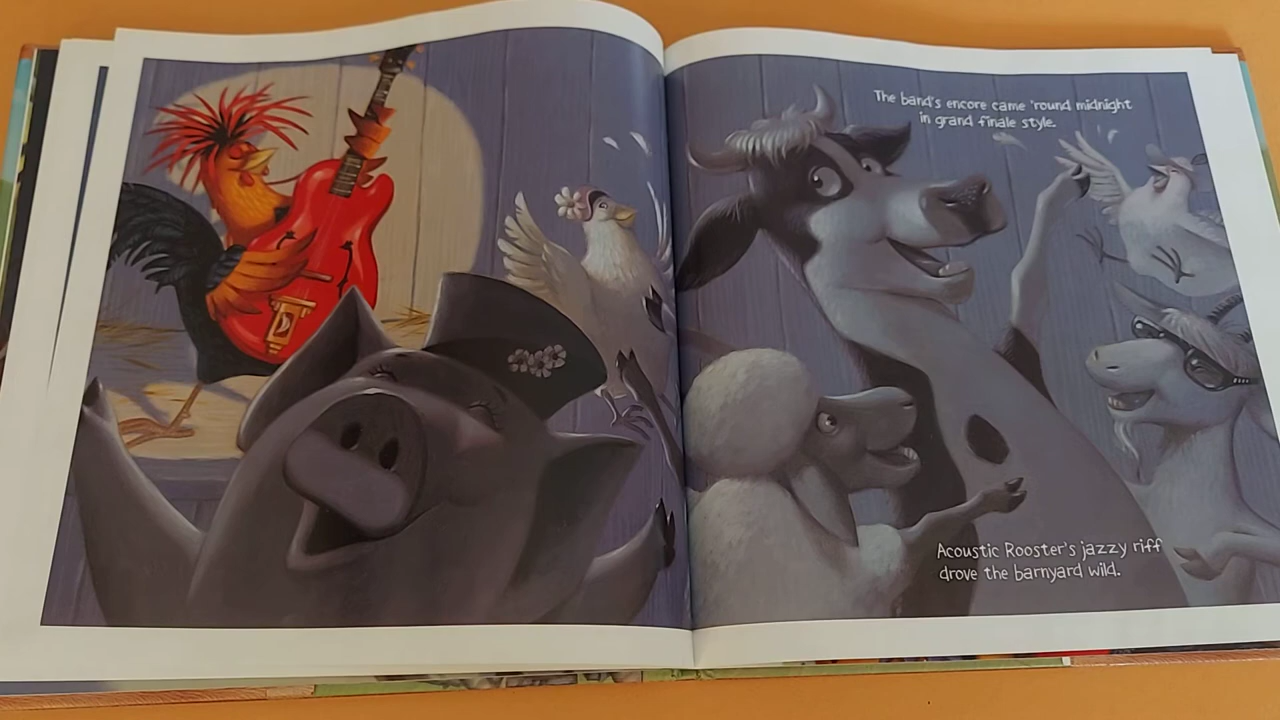 The band's encore came 'round midnight
in grand finale style.
Acoustic Rooster's jazzy riff
drove the barnyard wild.